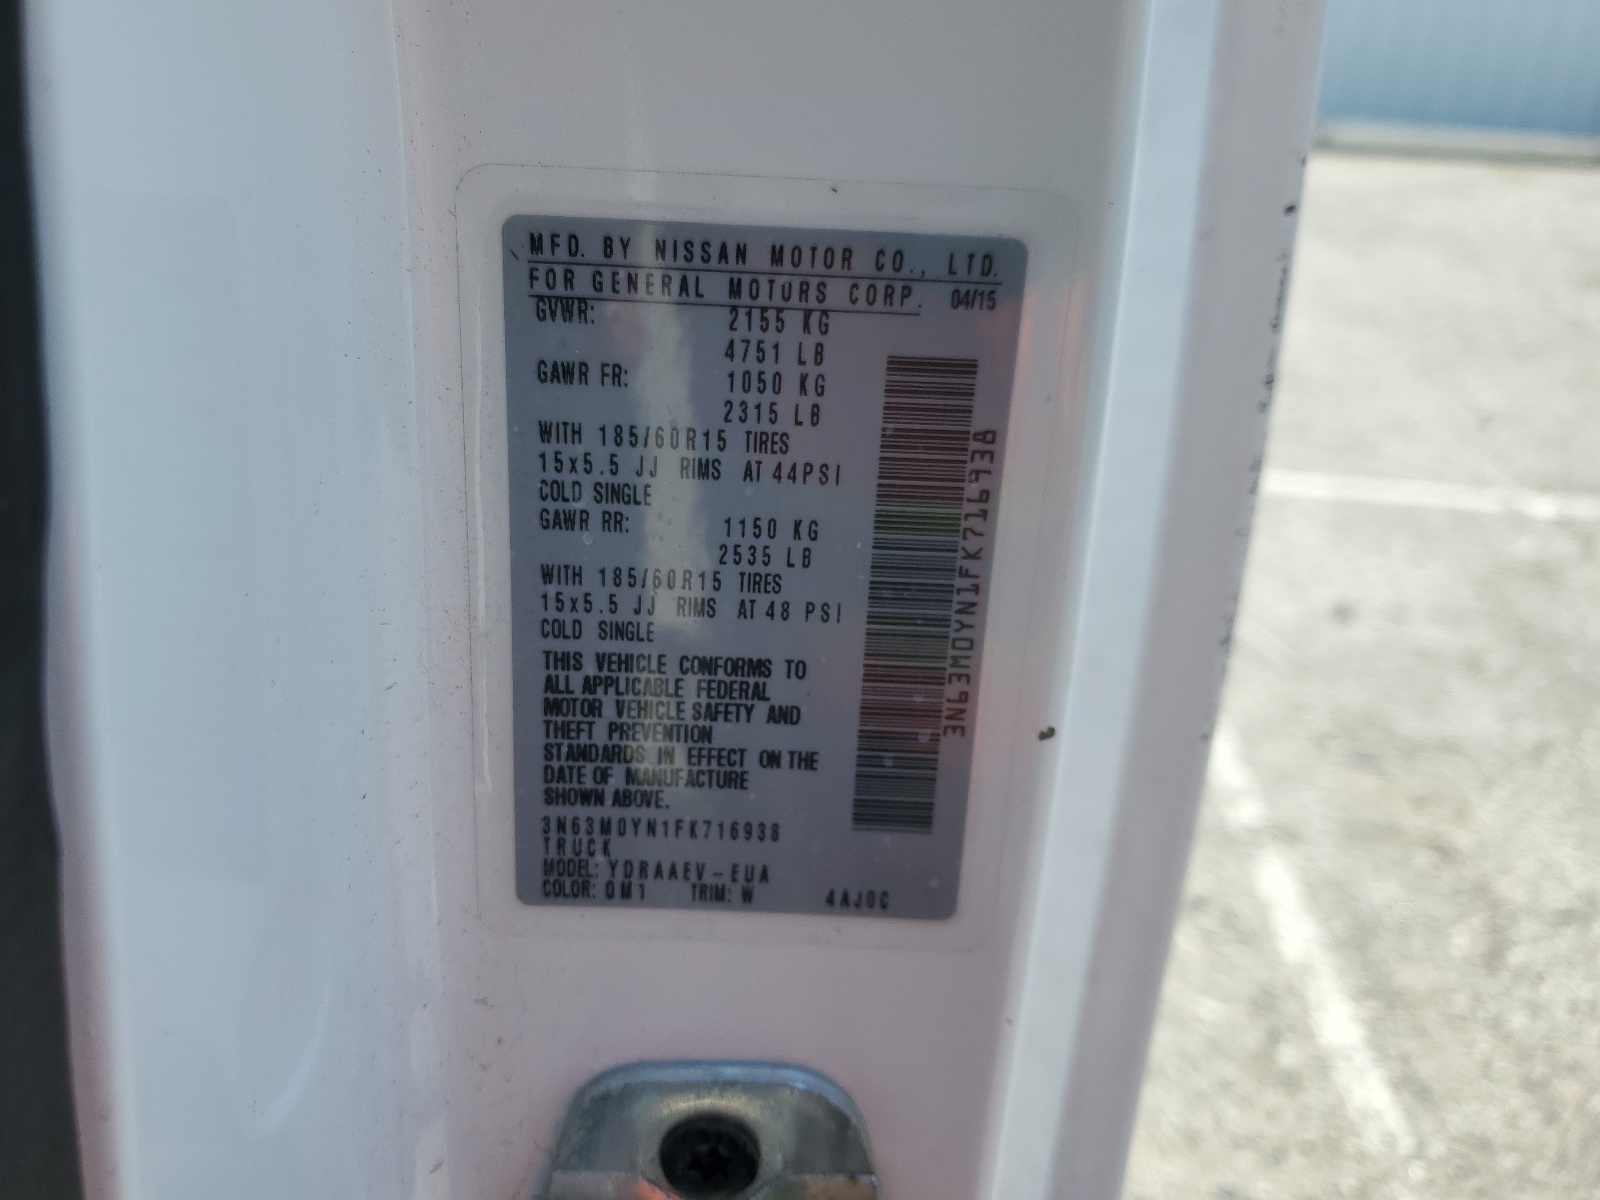 MFD. BY NISSAN MOTOR CO., LTD.
FOR GENERAL MOTORS CORP. 04/15
GVWR: 2155 KG
4751 LB
GAWR FR: 1050 KG
2315 LB
WITH 185/60R15 TIRES
15x5.5 JJ RIMS AT 44PSI
COLD SINGLE
GAWR RR: 1150 KG
2535 LB
WITH 185/60R15 TIRES
15x5.5 JJ RIMS AT 48 PSI
COLD SINGLE
THIS VEHICLE CONFORMS TO
ALL APPLICABLE FEDERAL
MOTOR VEHICLE SAFETY AND
THEFT PREVENTION
STANDARDS IN EFFECT ON THE
DATE OF MANUFACTURE
SHOWN ABOVE.
3N63M0YN1FK716938
TRUCK
MODEL: YDRAAEV-EUA
COLOR: QM1 TRIM: W 4AJ0C
3N63M0YN1FK716938